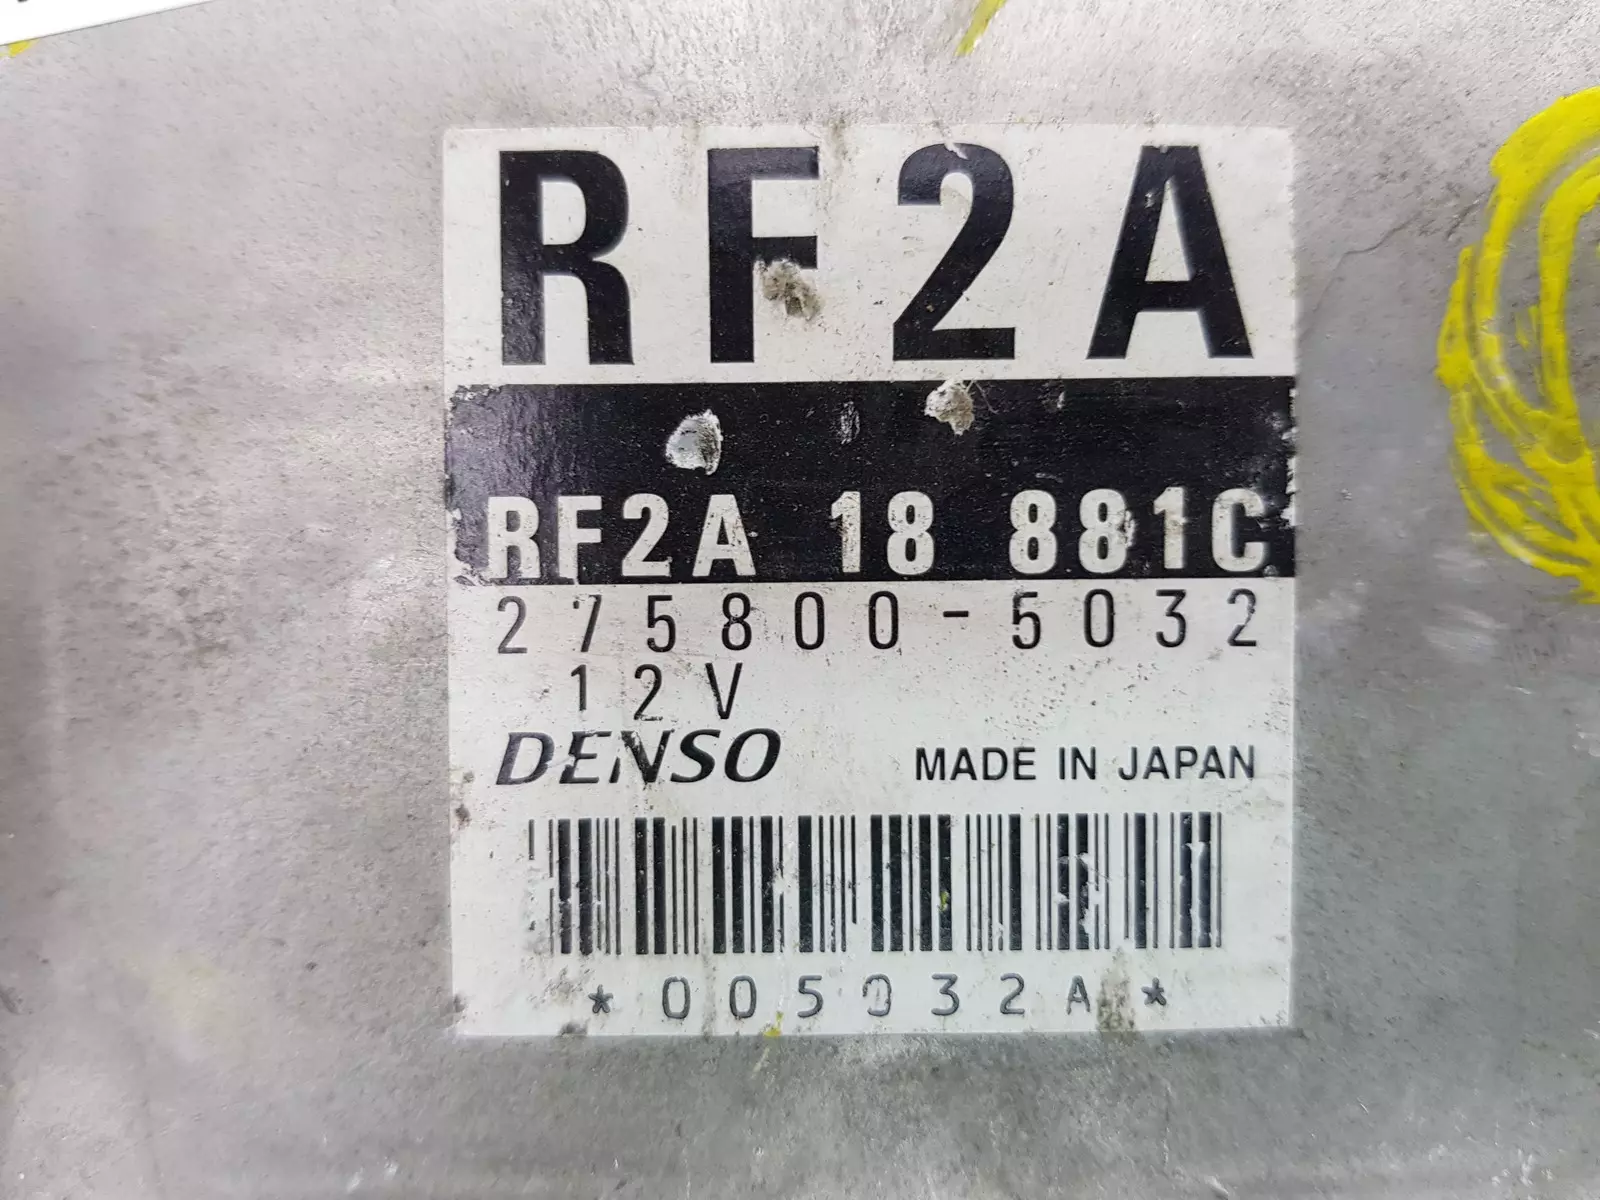 RF2A
RF2A 18 881C
275800-5032
12V
DENSO MADE IN JAPAN
*005032A*